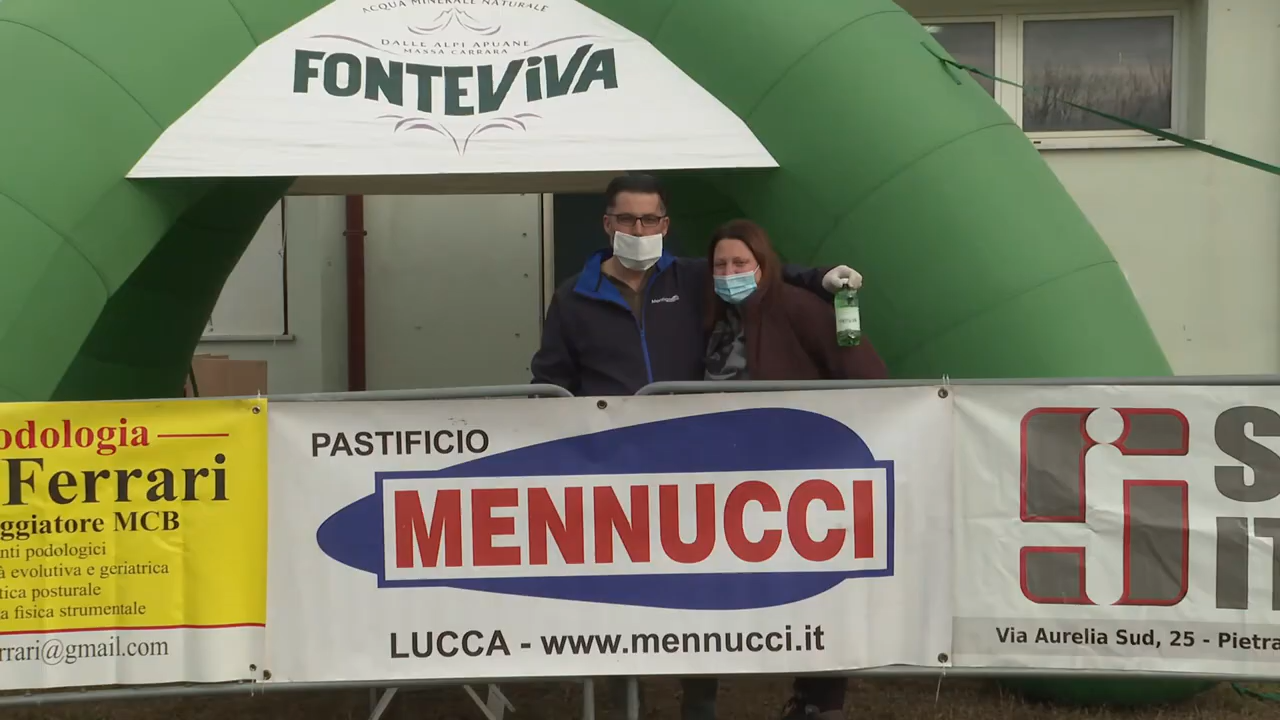 ACQUA MINERALE NATURALE
DALLE ALPI APUANE
MASSA CARRARA
FONTEVIVA
odologia
Ferrari
ggiatore MCB
nti podologici
à evolutiva e geriatrica
tica posturale
a fisica strumentale
rrari@gmail.com
PASTIFICIO
MENNUCCI
LUCCA - www.mennucci.it
S
IT
Via Aurelia Sud, 25 - Pietra